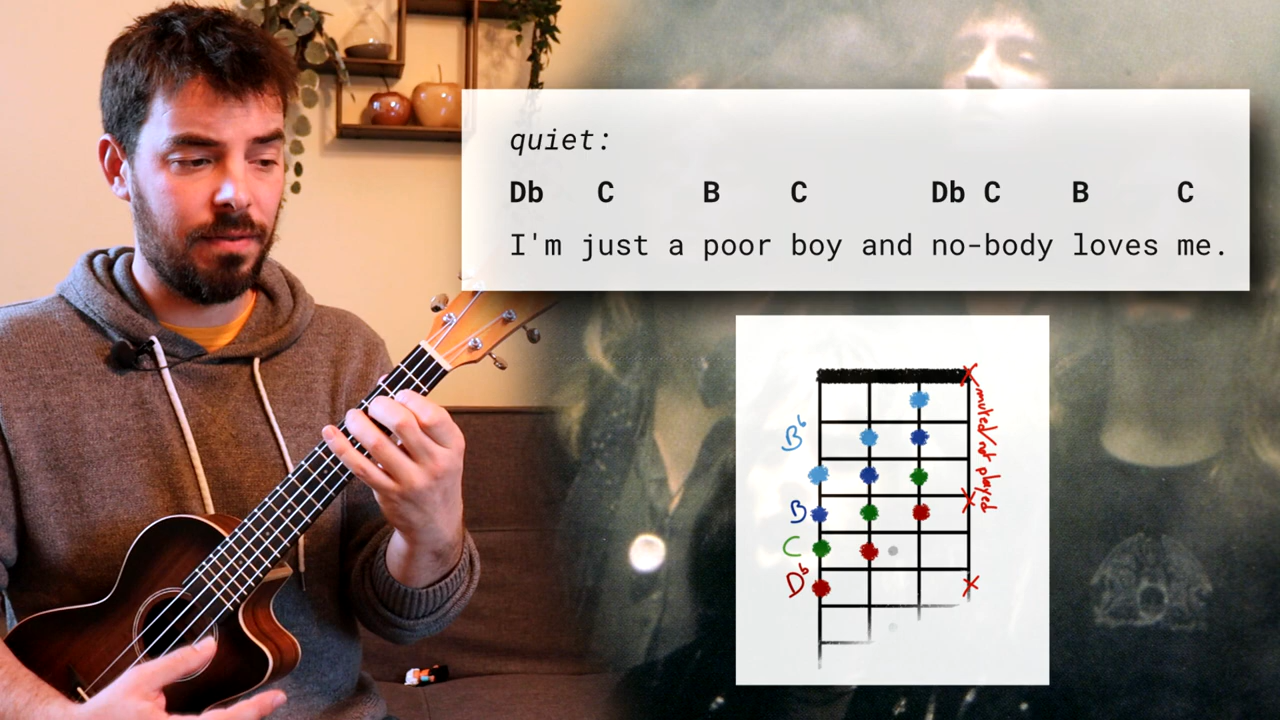 quiet:
Db C B C Db C B C
I'm just a poor boy and no-body loves me.
B♭
B
C
D♭
x muted/not played
x
x